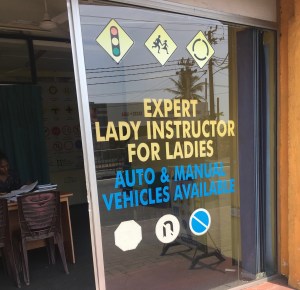 EXPERT
LADY INSTRUCTOR
FOR LADIES
AUTO & MANUAL
VEHICLES AVAILABLE